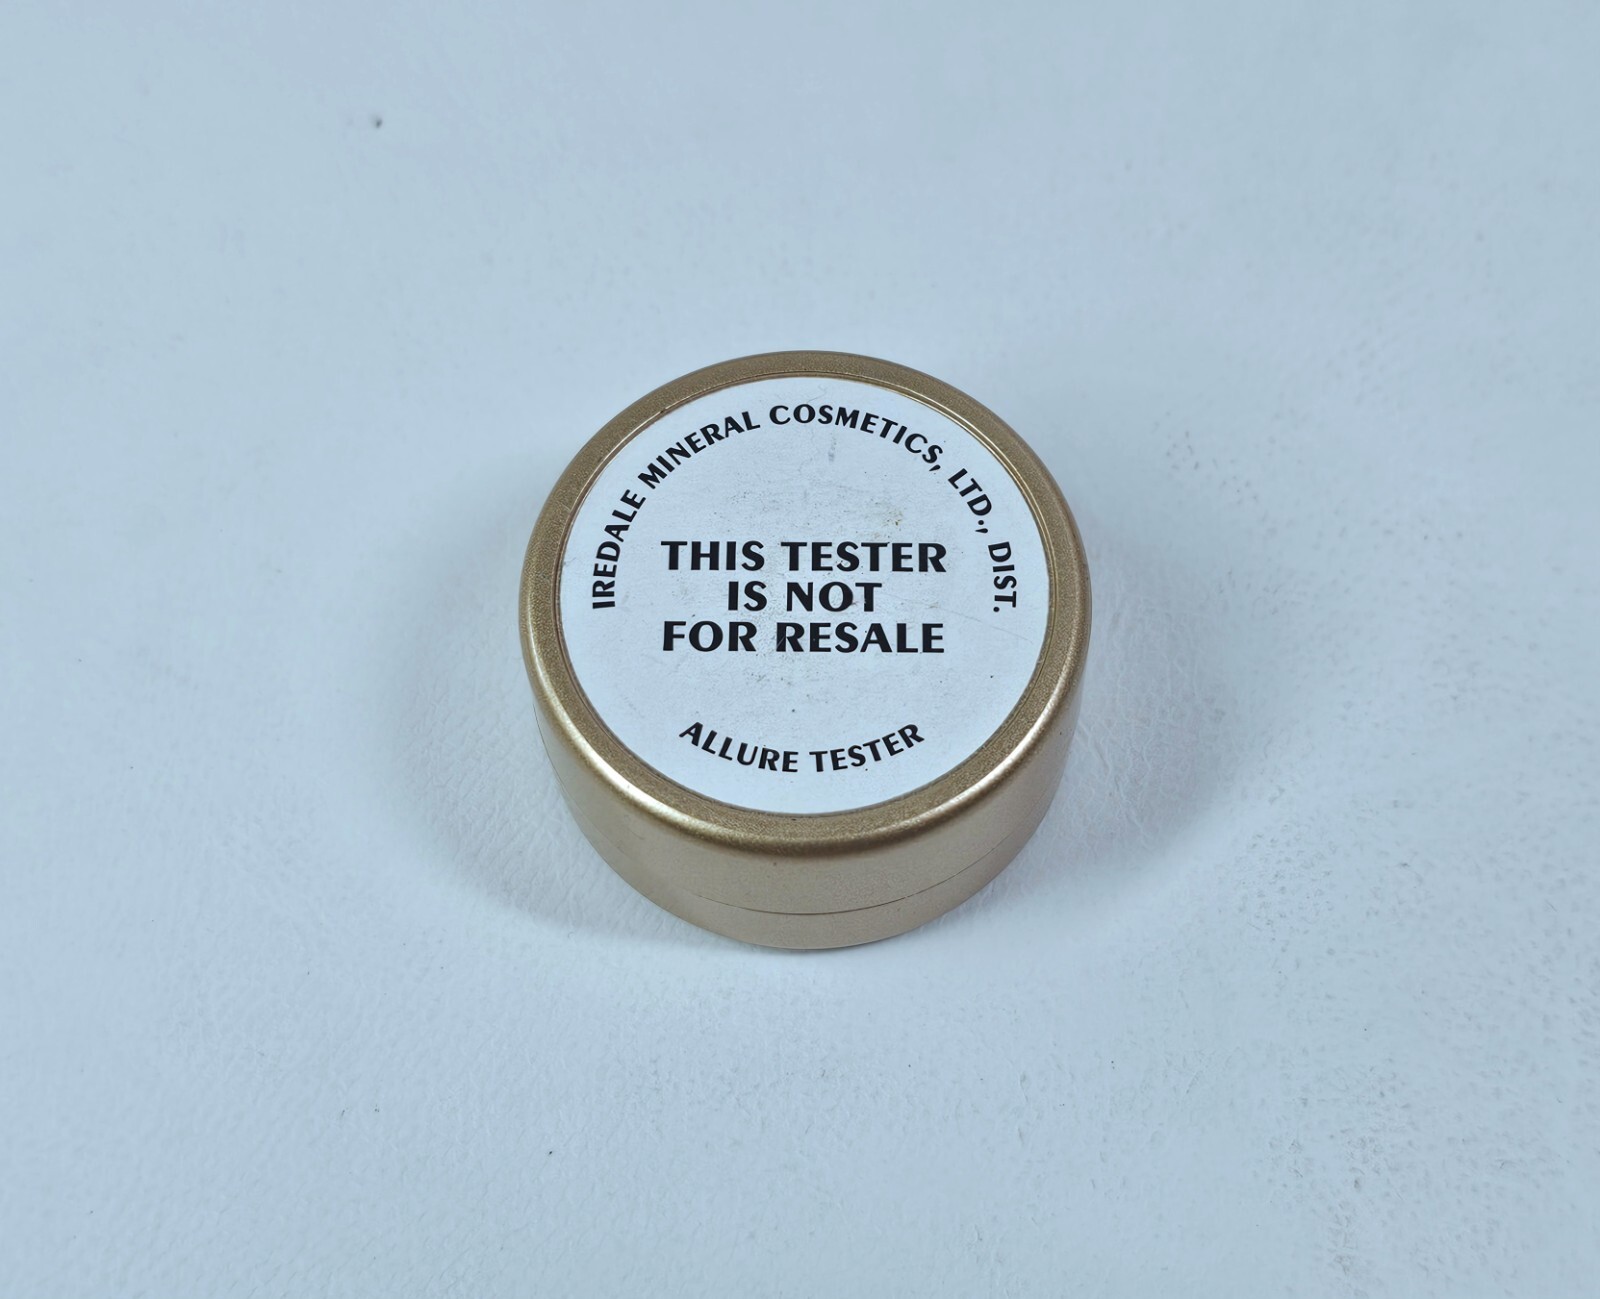 IREDALE MINERAL COSMETICS, LTD., DIST.
THIS TESTER
IS NOT
FOR RESALE
ALLURE TESTER